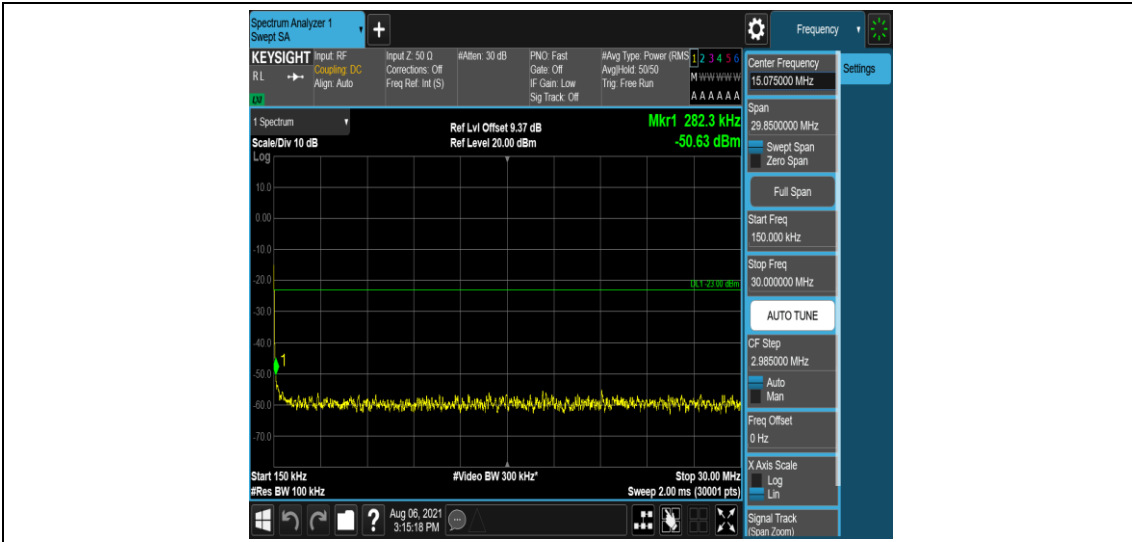 Spectrum Analyzer 1
Swept SA
Frequency
KEYSIGHT
Input: RF
Input Z: 50 Ω
#Atten: 30 dB
PNO: Fast
#Avg Type: Power (RMS
1 2 3 4 5 6
RL
Coupling: DC
Corrections: Off
Gate: Off
Avg|Hold: 50/50
M W W W W W
Align: Auto
Freq Ref: Int (S)
IF Gain: Low
Trig: Free Run
Sig Track: Off
A A A A A A
1 Spectrum
Ref Lvl Offset 9.37 dB
Mkr1 282.3 kHz
Scale/Div 10 dB
Ref Level 20.00 dBm
-50.63 dBm
Log
10.0
0.00
-10.0
-20.0
DL1 -23.00 dBm
-30.0
-40.0
1
-50.0
-60.0
-70.0
Start 150 kHz
#Video BW 300 kHz*
Stop 30.00 MHz
#Res BW 100 kHz
Sweep 2.00 ms (30001 pts)
?
Aug 06, 2021
3:15:18 PM
Center Frequency
15.075000 MHz
Settings
Span
29.8500000 MHz
Swept Span
Zero Span
Full Span
Start Freq
150.000 kHz
Stop Freq
30.000000 MHz
AUTO TUNE
CF Step
2.985000 MHz
Auto
Man
Freq Offset
0 Hz
X Axis Scale
Log
Lin
Signal Track
(Span Zoom)